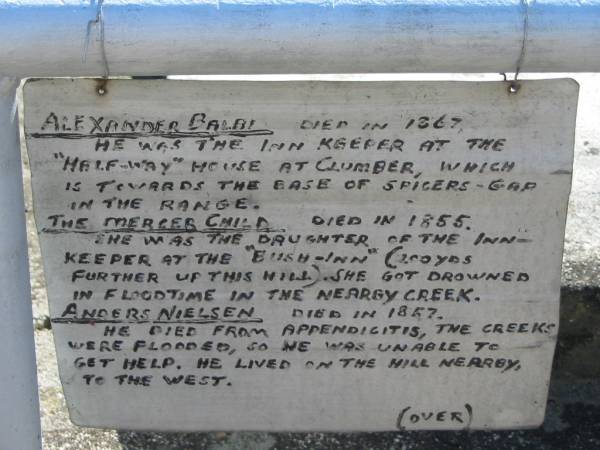 ALEXANDER BALBI DIED IN 1867,
HE WAS THE INN KEEPER AT THE
"HALF-WAY" HOUSE AT CLUMBER, WHICH
IS TOWARDS THE BASE OF SPICERS-GAP
IN THE RANGE.
THE MERCER CHILD DIED IN 1855.
SHE WAS THE DAUGHTER OF THE INN-
KEEPER AT THE "BUSH-INN" (200 YDS
FURTHER UP THIS HILL). SHE GOT DROWNED
IN FLOODTIME IN THE NEARBY CREEK.
ANDERS NIELSEN DIED IN
HE DIED FROM APPENDICITIS, THE CREEKS
WERE FLOODED, SO HE WAS UNABLE TO
GET HELP. HE LIVED ON THE HILL NEARBY,
TO THE WEST.
(OVER)